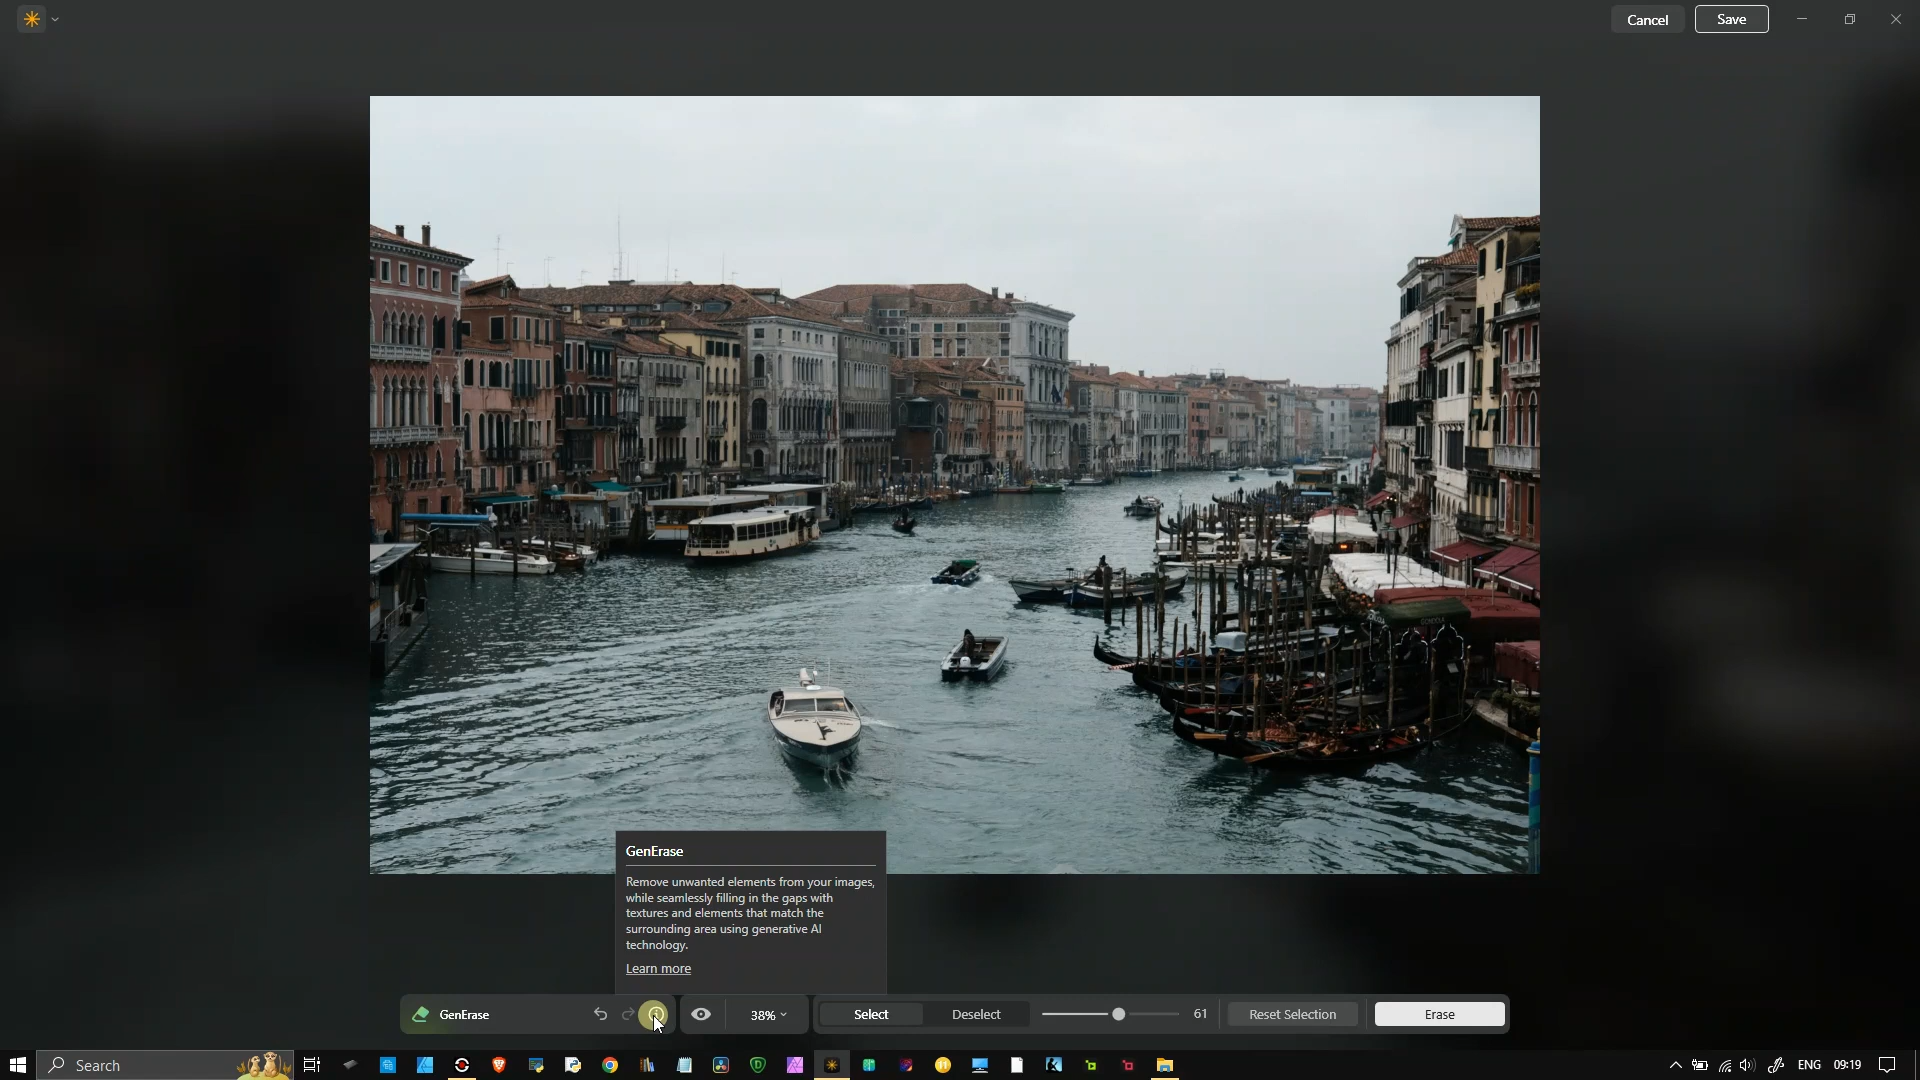 Cancel
Save
GenErase
Remove unwanted elements from your images,
while seamlessly filling in the gaps with
textures and elements that match the
surrounding area using generative AI
technology.
Learn more
GenErase
38%
Select
Deselect
61
Reset Selection
Erase
Search
ENG
09:19